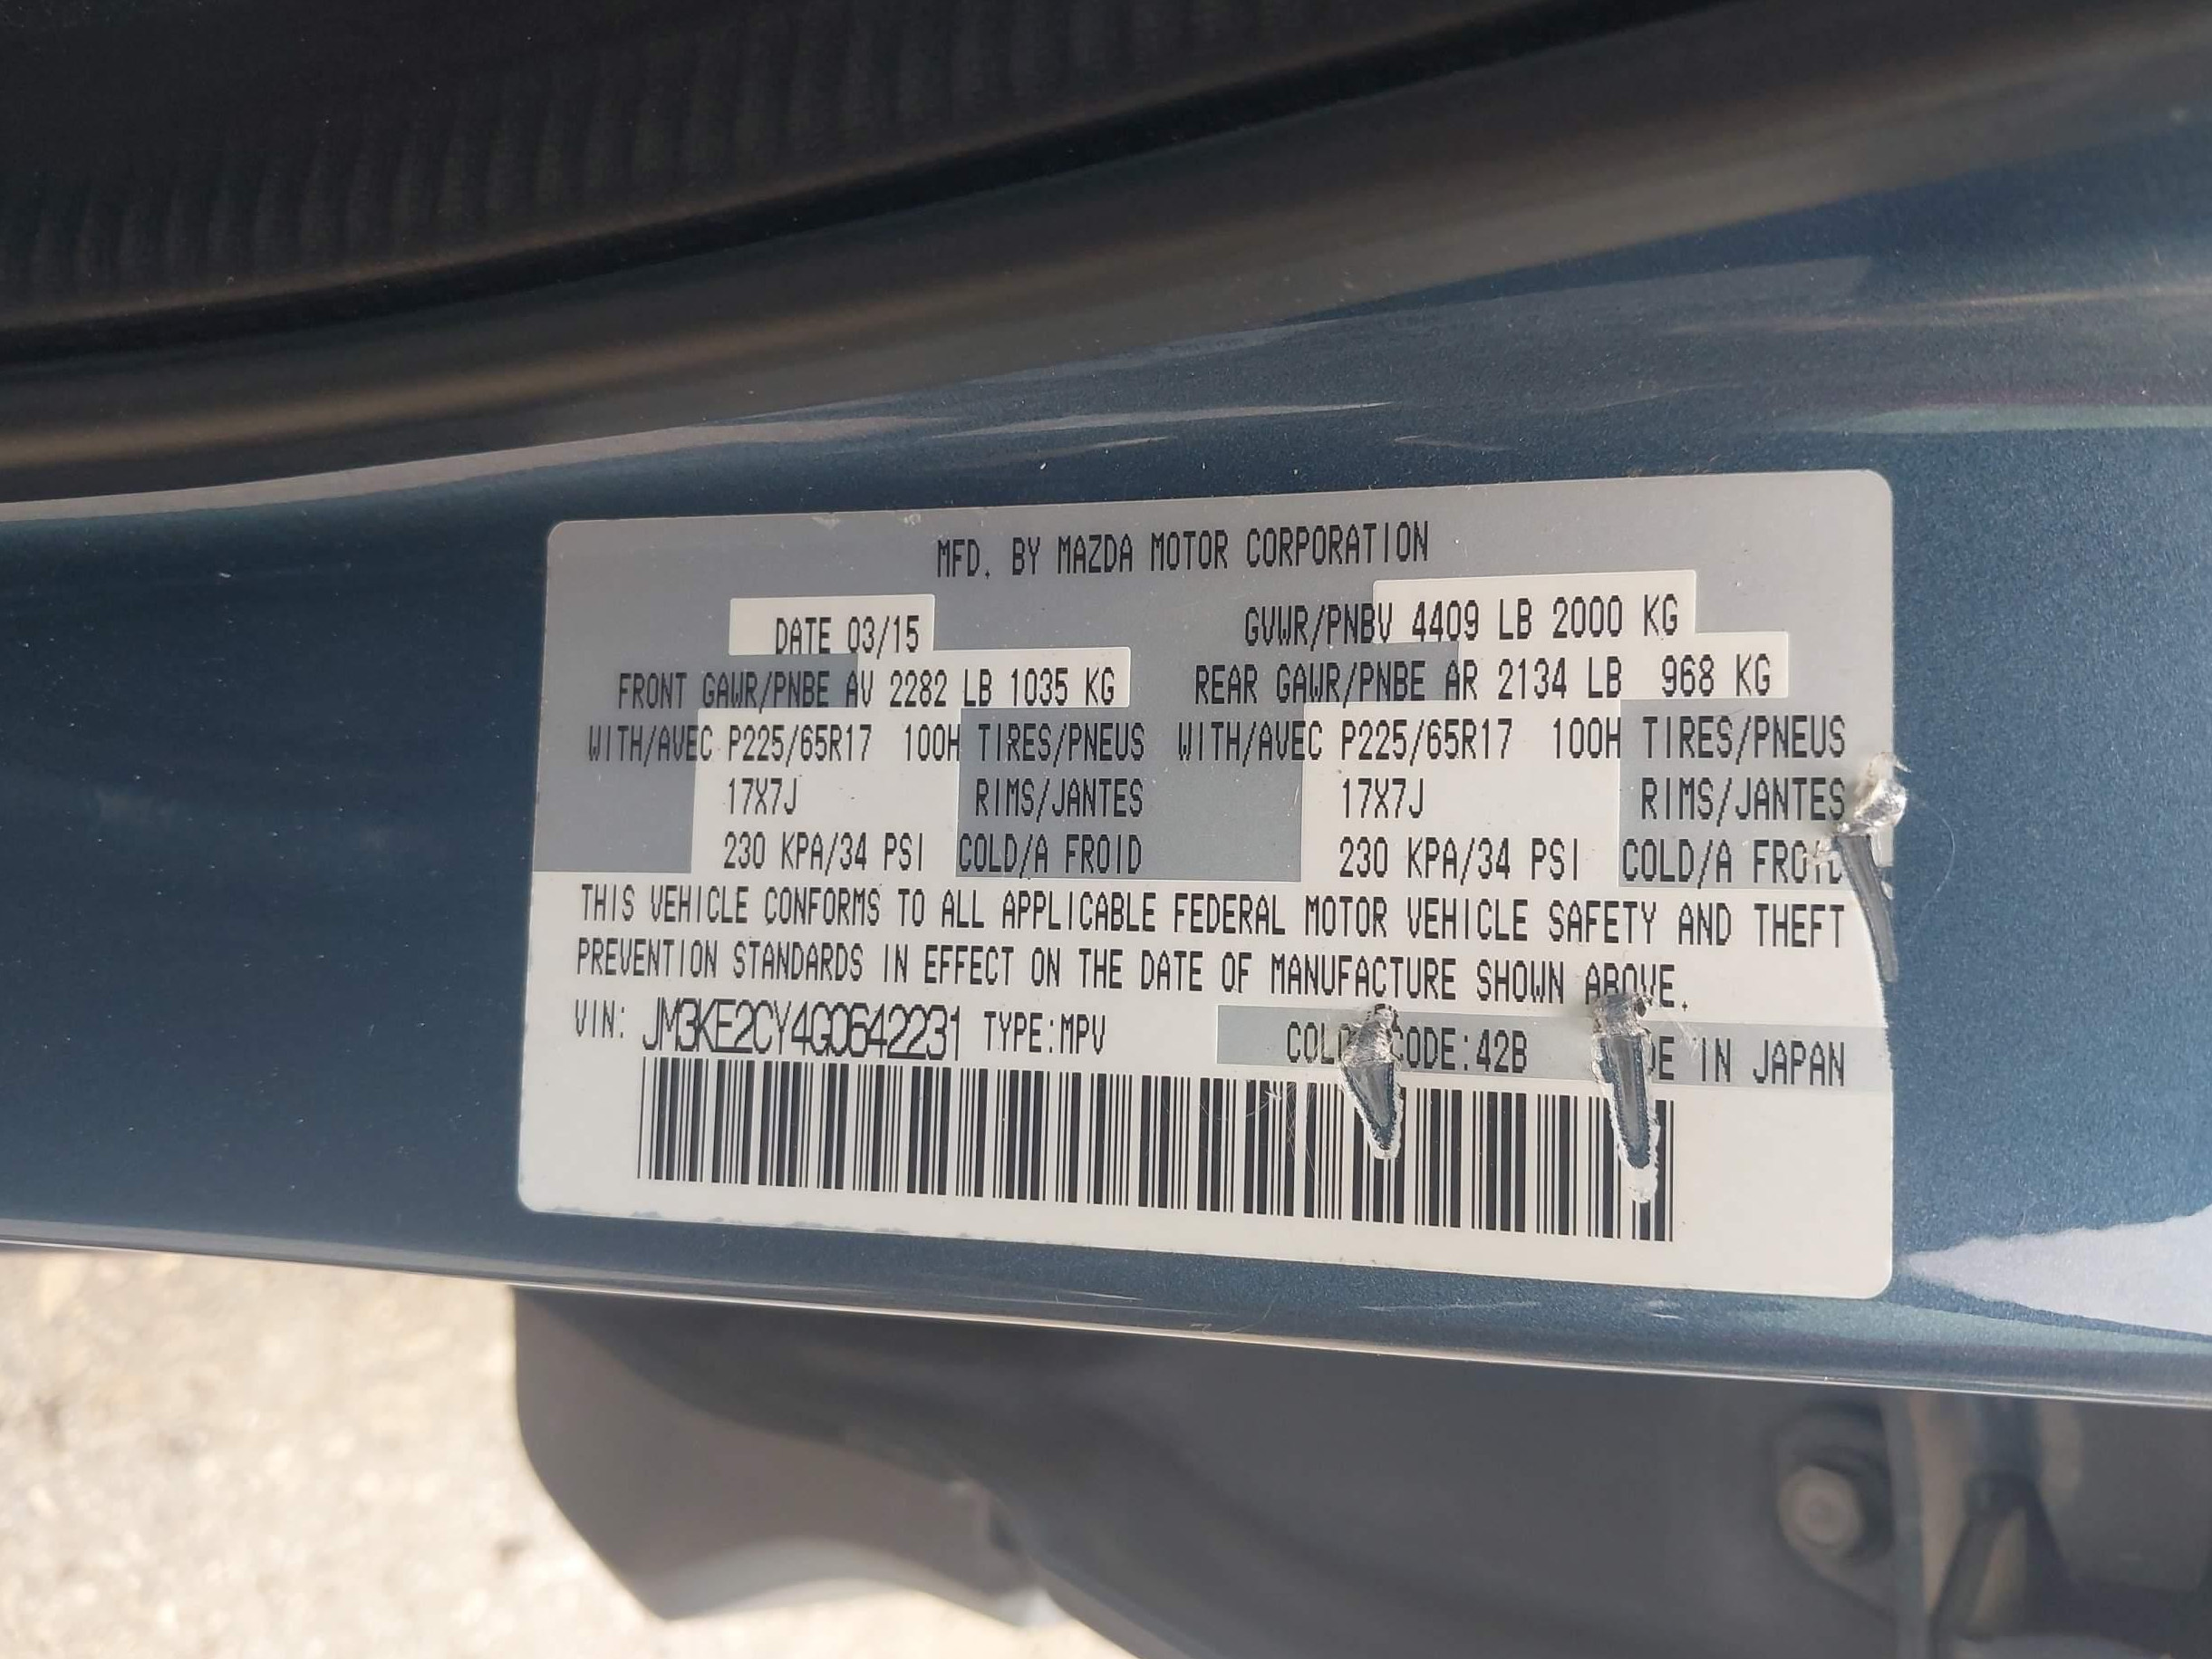 MFD. BY MAZDA MOTOR CORPORATION
DATE 03/15 GVWR/PNBV 4409 LB 2000 KG
FRONT GAWR/PNBE AV 2282 LB 1035 KG REAR GAWR/PNBE AR 2134 LB 968 KG
WITH/AVEC P225/65R17 100H TIRES/PNEUS WITH/AVEC P225/65R17 100H TIRES/PNEUS
17X7J RIMS/JANTES 17X7J RIMS/JANTES
230 KPA/34 PSI COLD/A FROID 230 KPA/34 PSI COLD/A FROID
THIS VEHICLE CONFORMS TO ALL APPLICABLE FEDERAL MOTOR VEHICLE SAFETY AND THEFT
PREVENTION STANDARDS IN EFFECT ON THE DATE OF MANUFACTURE SHOWN ABOVE.
VIN: JM3KE2CY4G0642231 TYPE:MPV COLOR CODE:42B MADE IN JAPAN